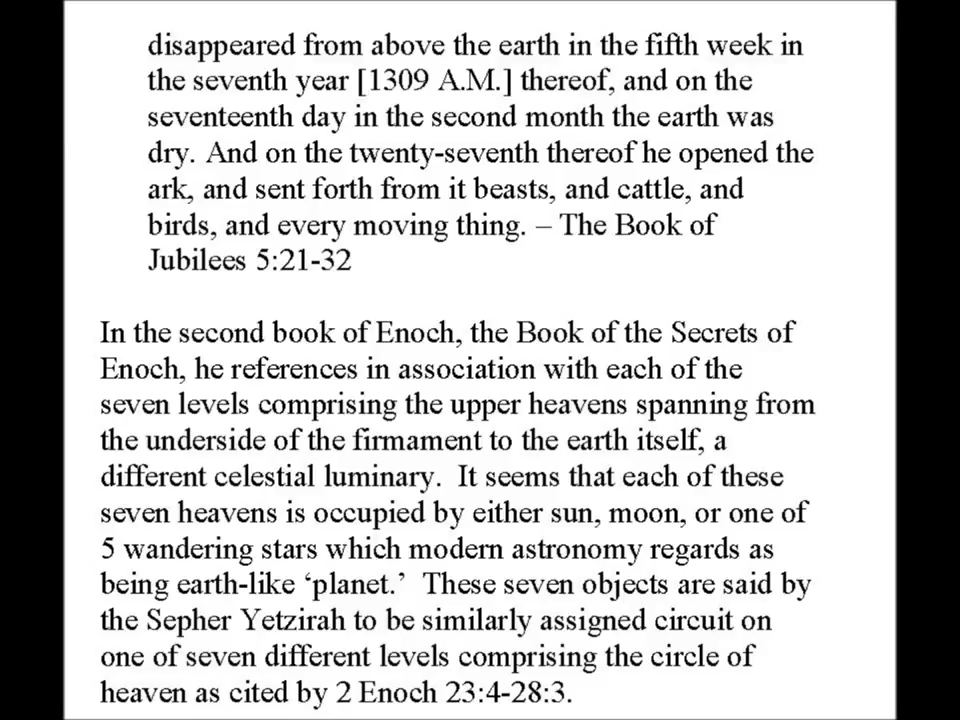 disappeared from above the earth in the fifth week in
the seventh year [1309 A.M.] thereof, and on the
seventeenth day in the second month the earth was
dry. And on the twenty-seventh thereof he opened the
ark, and sent forth from it beasts, and cattle, and
birds, and every moving thing. – The Book of
Jubilees 5:21-32
In the second book of Enoch, the Book of the Secrets of
Enoch, he references in association with each of the
seven levels comprising the upper heavens spanning from
the underside of the firmament to the earth itself, a
different celestial luminary.  It seems that each of these
seven heavens is occupied by either sun, moon, or one of
5 wandering stars which modern astronomy regards as
being earth-like ‘planet.’  These seven objects are said by
the Sepher Yetzirah to be similarly assigned circuit on
one of seven different levels comprising the circle of
heaven as cited by 2 Enoch 23:4-28:3.